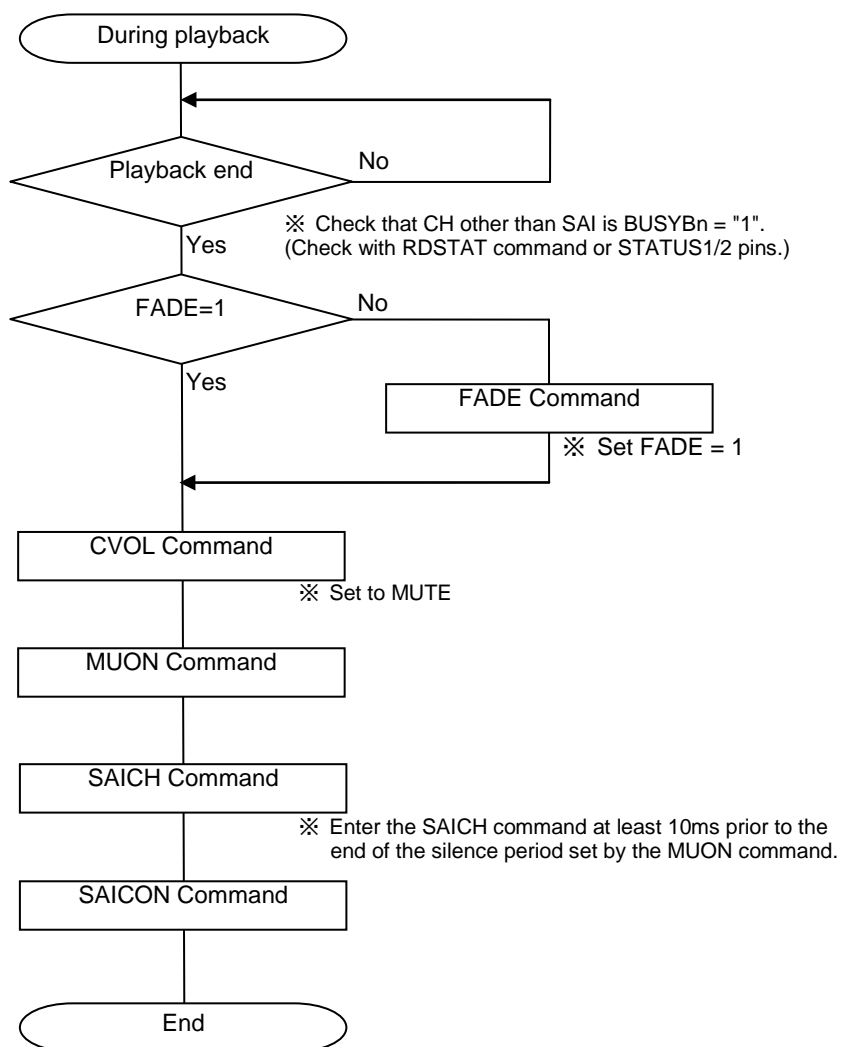 During playback
Playback end
No
※ Check that CH other than SAI is BUSYBn = "1".
(Check with RDSTAT command or STATUS1/2 pins.)
Yes
FADE=1
No
Yes
FADE Command
※ Set FADE = 1
CVOL Command
※ Set to MUTE
MUON Command
SAICH Command
※ Enter the SAICH command at least 10ms prior to the
end of the silence period set by the MUON command.
SAICON Command
End